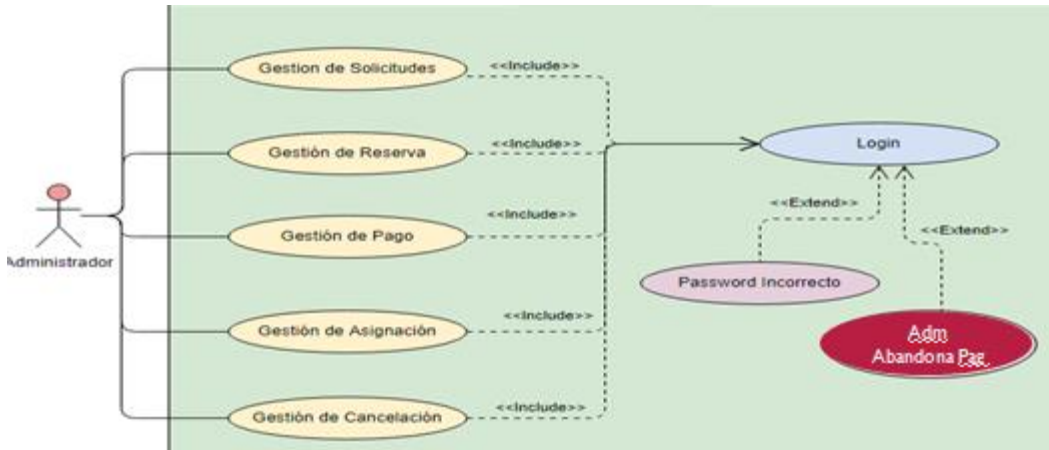 Gestion de Solicitudes
<<Include>>
Gestión de Reserva
<<Include>>
Login
Gestión de Pago
<<Include>>
<<Extend>>
<<Extend>>
Administrador
Password Incorrecto
Gestión de Asignación
<<Include>>
Adm
Abandona Pag.
Gestión de Cancelación
<<Include>>